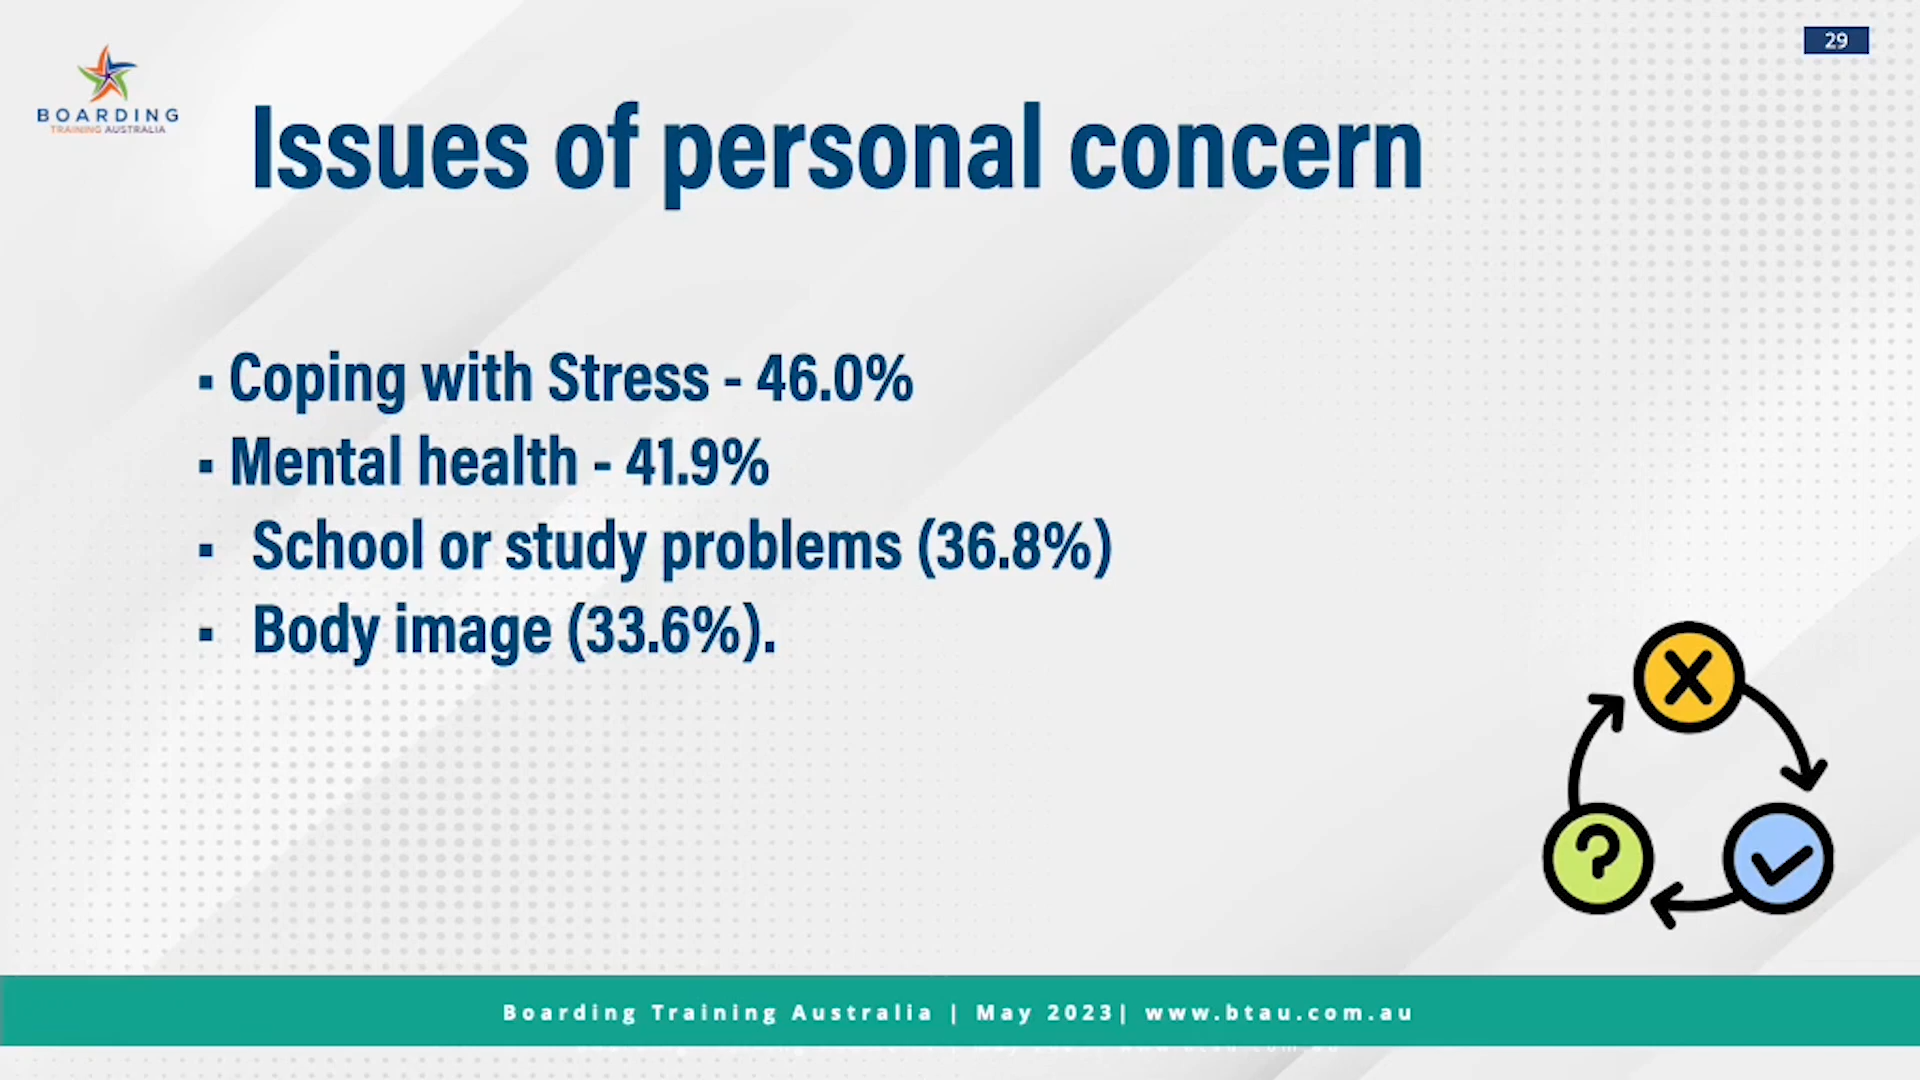 29
BOARDING
TRAINING AUSTRALIA
Issues of personal concern
▪ Coping with Stress - 46.0%
▪ Mental health - 41.9%
▪ School or study problems (36.8%)
▪ Body image (33.6%).
Boarding Training Australia | May 2023| www.btau.com.au